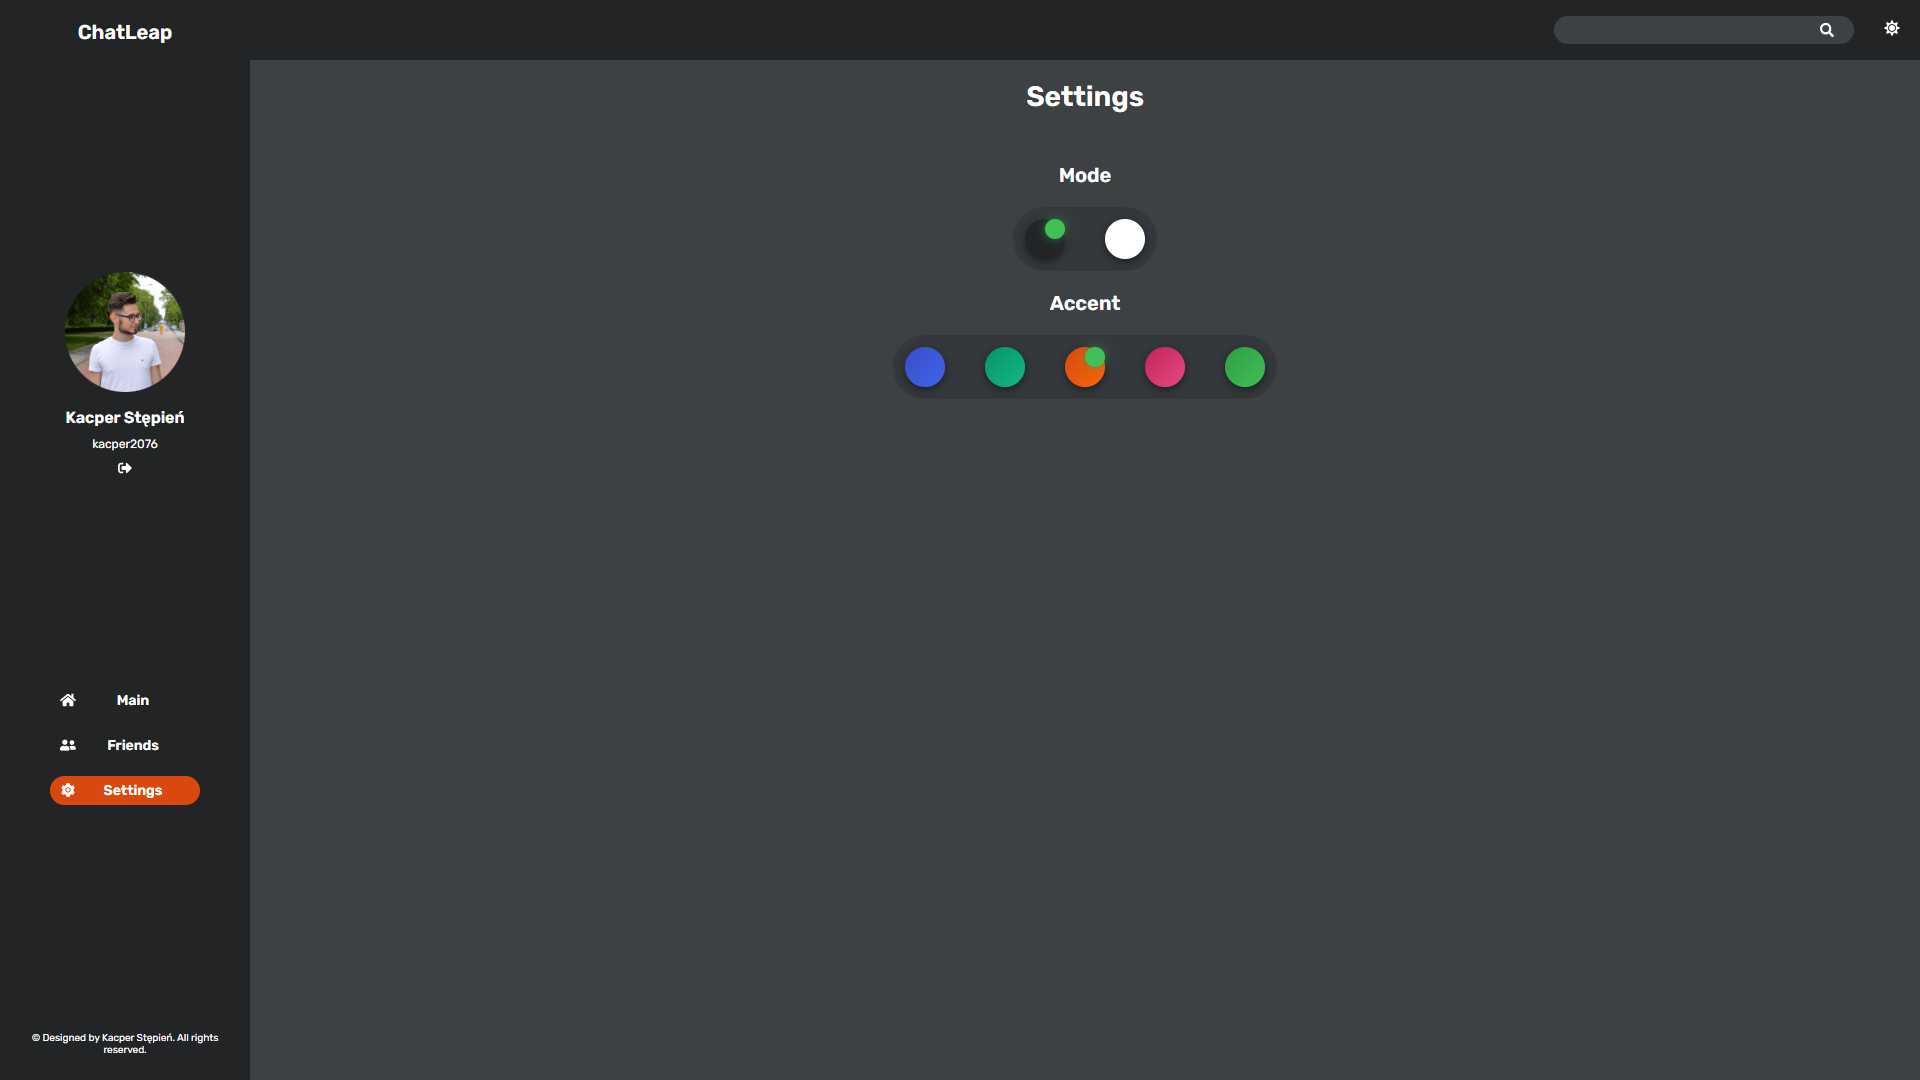 ChatLeap
Settings
Mode
Accent
Kacper Stępień
kacper2076
Main
Friends
Settings
© Designed by Kacper Stępień. All rights
reserved.